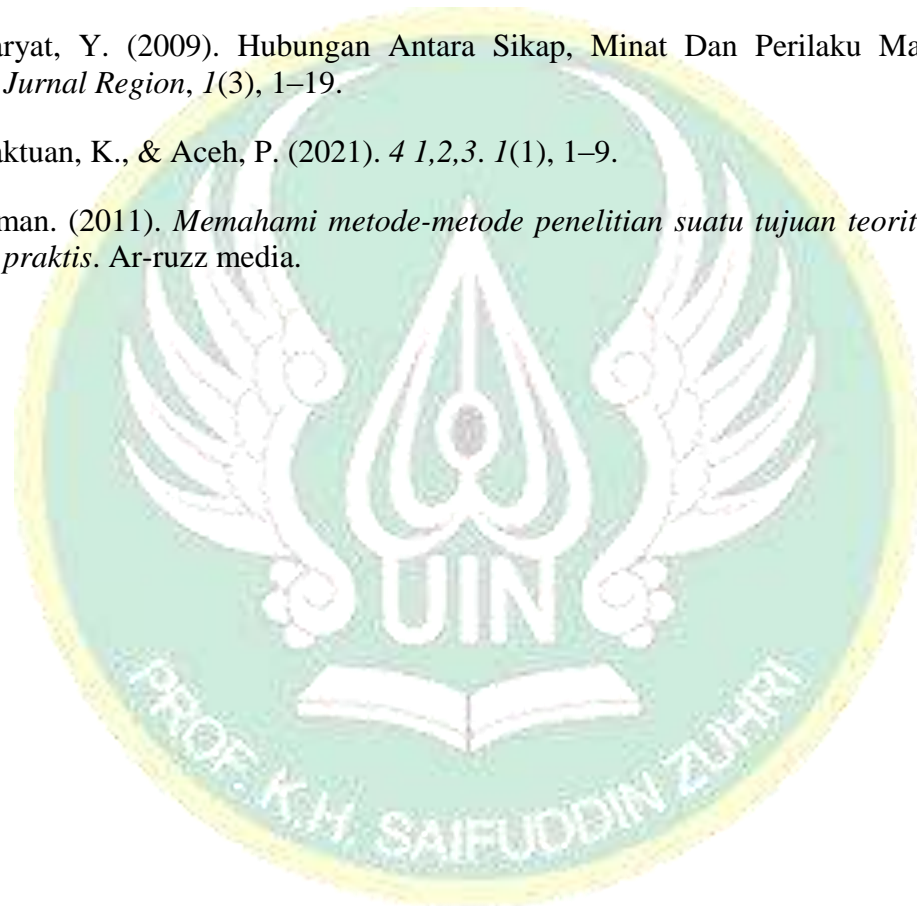 aryat, Y. (2009). Hubungan Antara Sikap, Minat Dan Perilaku Ma
Jurnal Region, 1(3), 1–19.
aktuan, K., & Aceh, P. (2021). 4 1,2,3. 1(1), 1–9.
man. (2011). Memahami metode-metode penelitian suatu tujuan teorit
praktis. Ar-ruzz media.
UIN
PROF. K.H. SAIFUDDIN ZUHRI